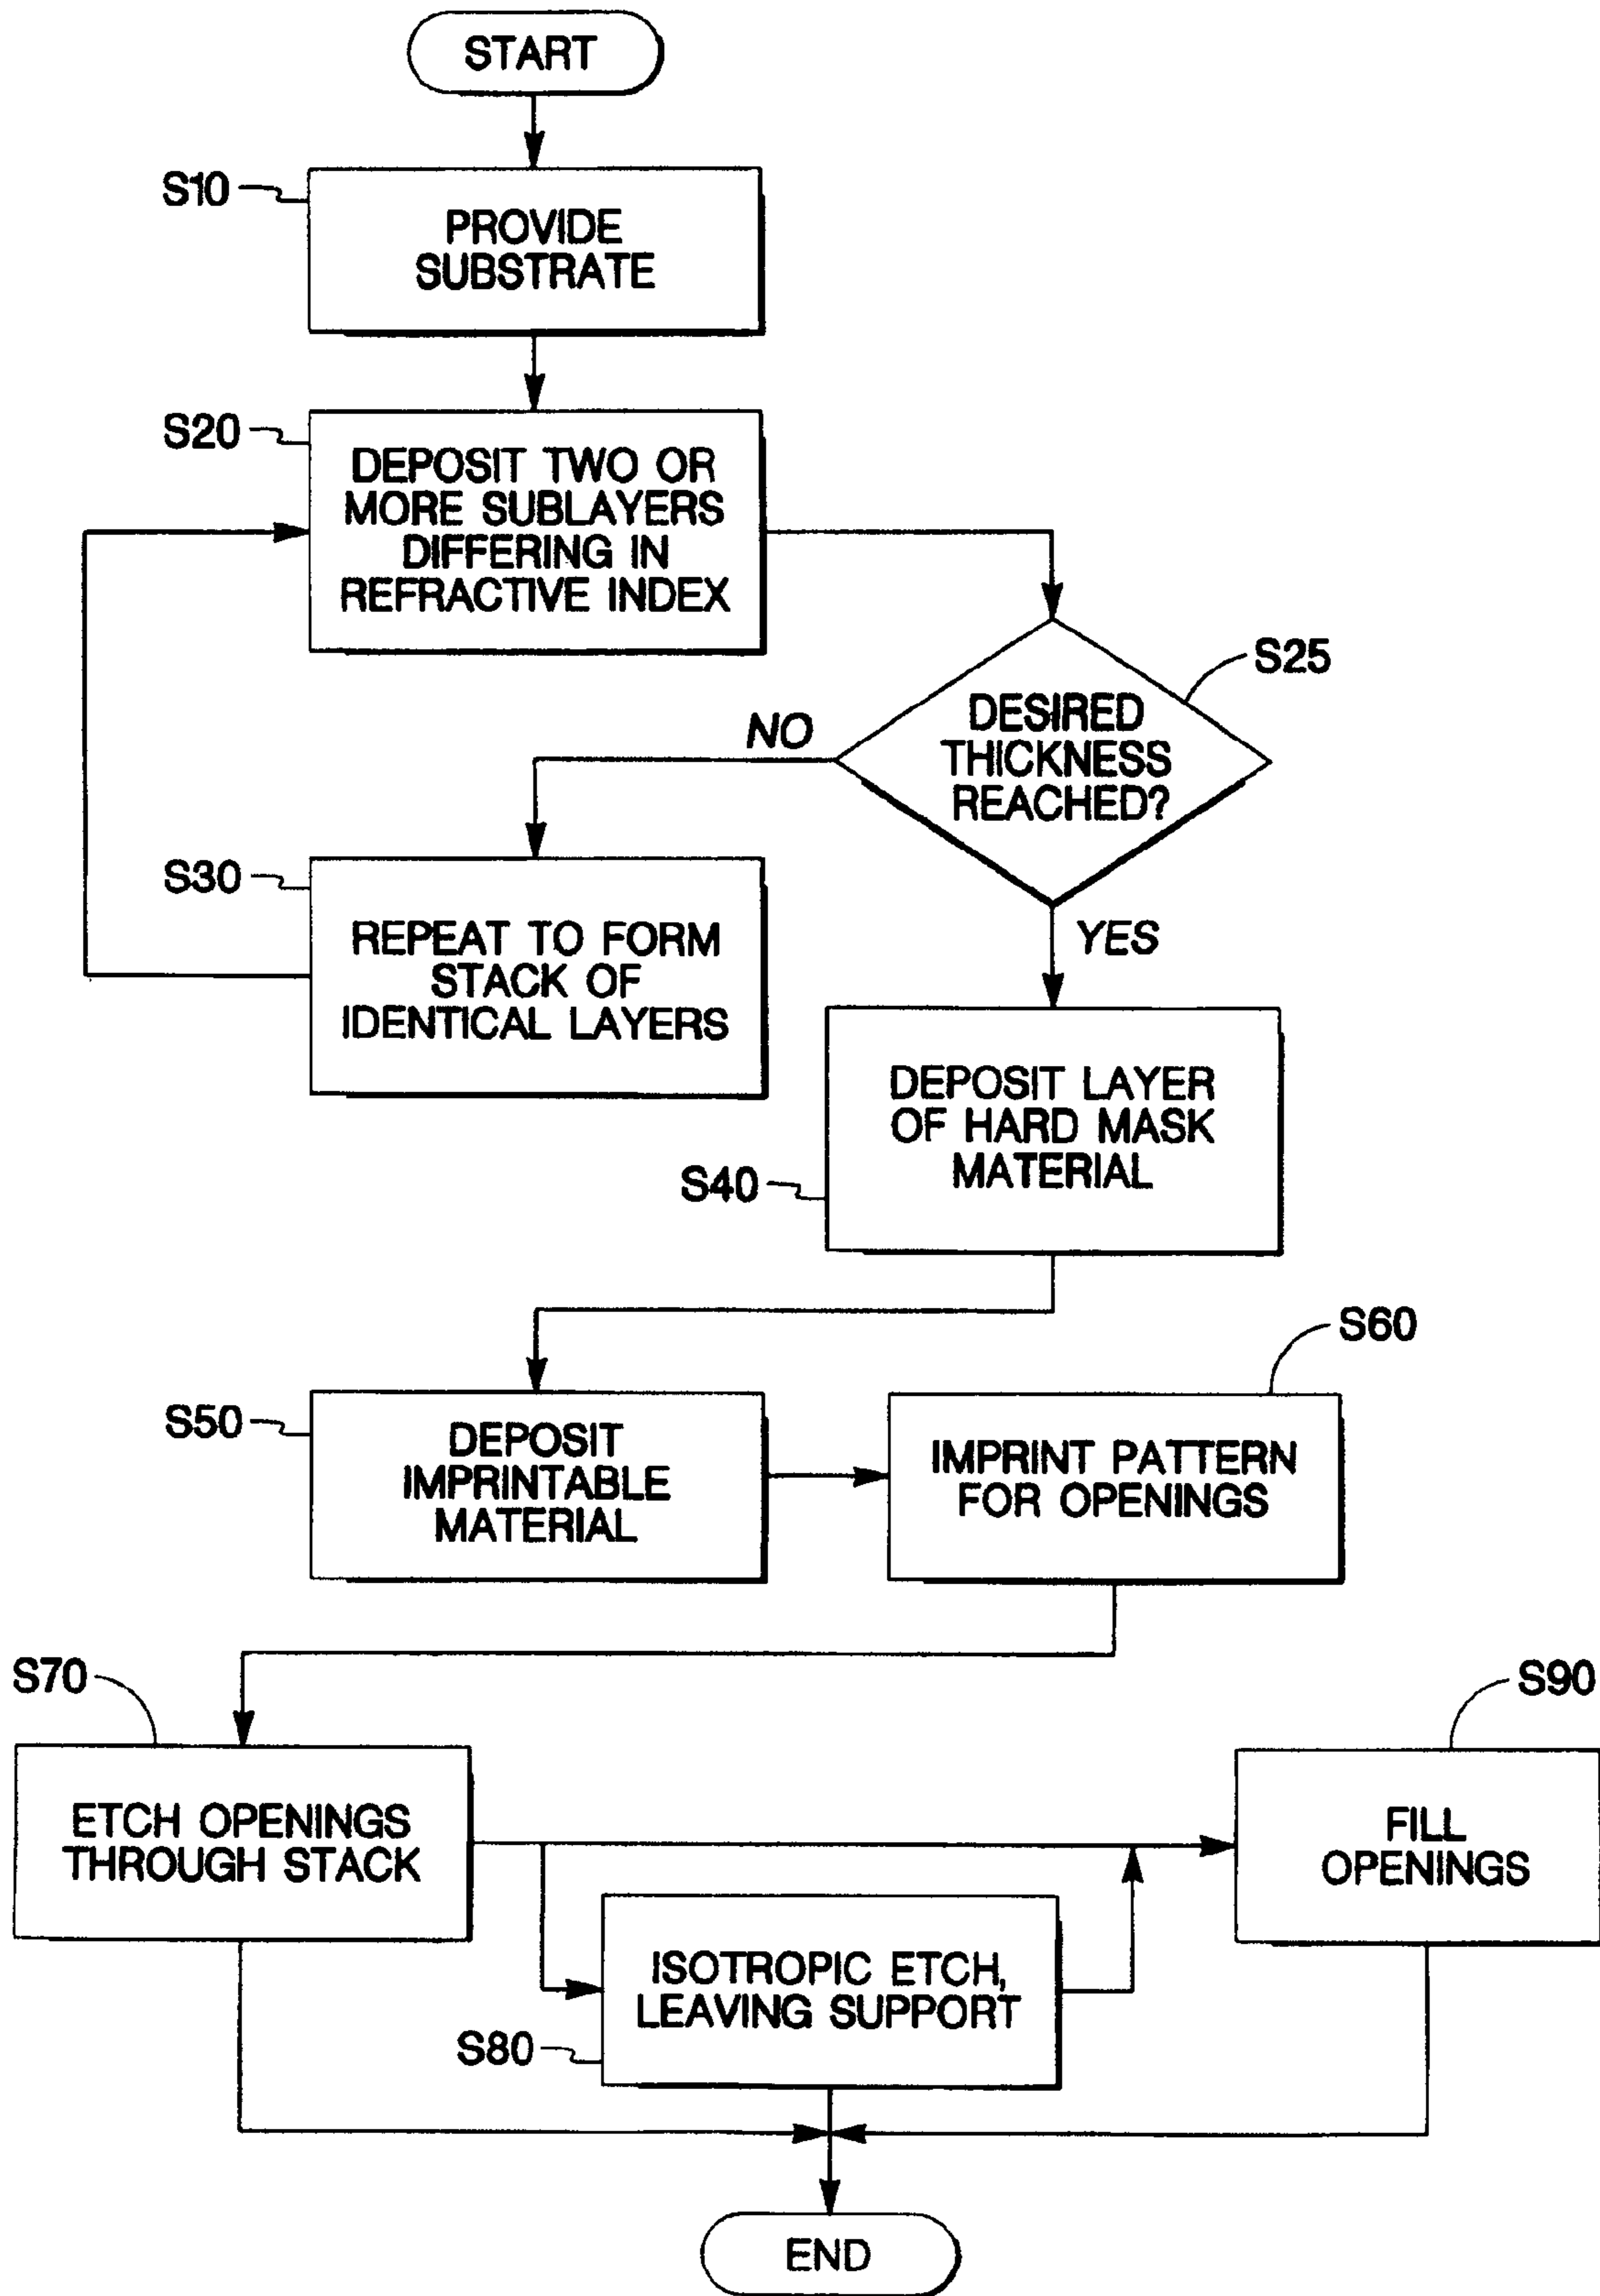 START
S10
PROVIDE
SUBSTRATE
S20
DEPOSIT TWO OR
MORE SUBLAYERS
DIFFERING IN
REFRACTIVE INDEX
S25
DESIRED
THICKNESS
REACHED?
NO
YES
S30
REPEAT TO FORM
STACK OF
IDENTICAL LAYERS
DEPOSIT LAYER
OF HARD MASK
MATERIAL
S40
S50
DEPOSIT
IMPRINTABLE
MATERIAL
S60
IMPRINT PATTERN
FOR OPENINGS
S70
ETCH OPENINGS
THROUGH STACK
S90
FILL
OPENINGS
ISOTROPIC ETCH,
LEAVING SUPPORT
S80
END